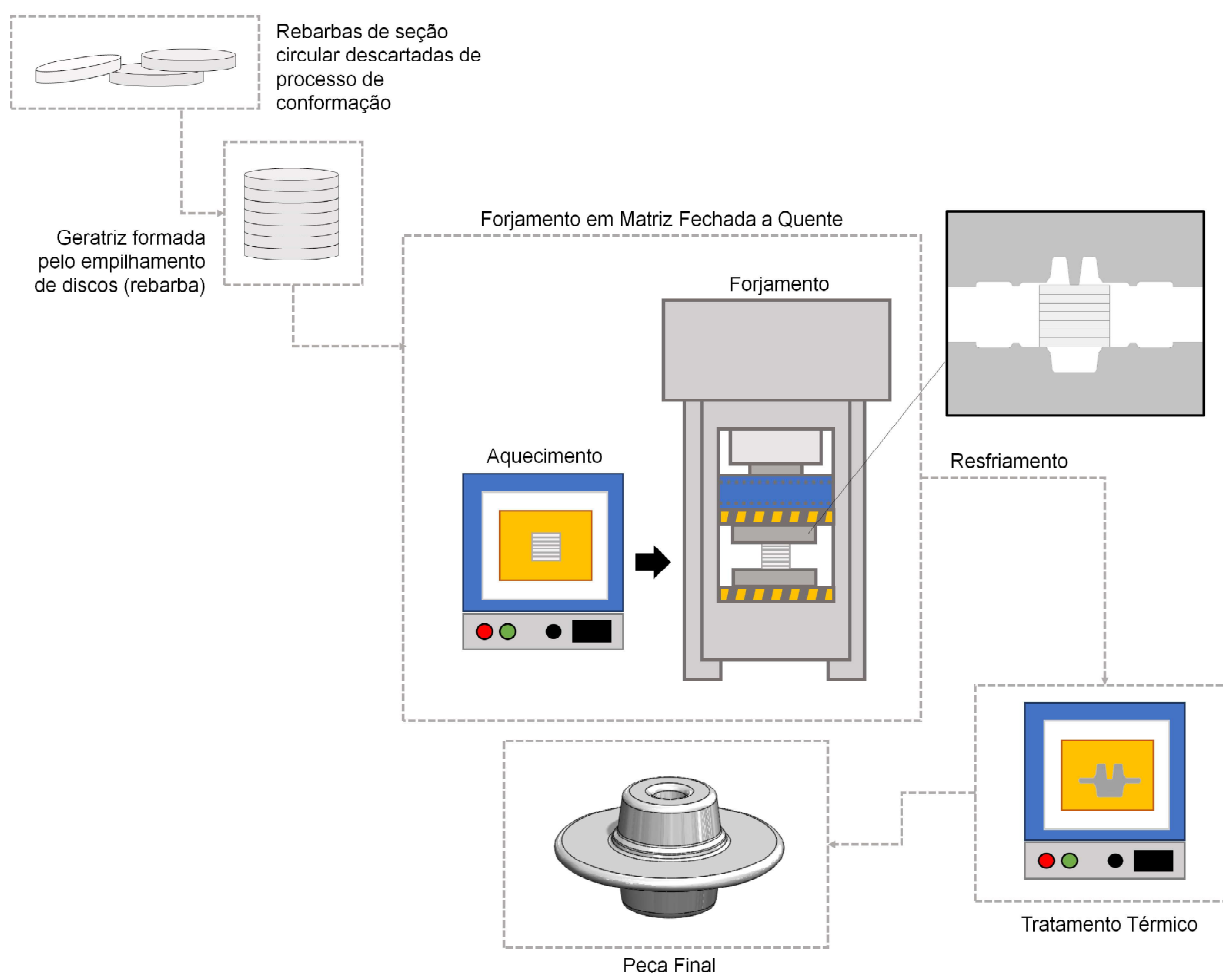 Rebarbas de seção
circular descartadas de
processo de
conformação
Geratriz formada
pelo empilhamento
de discos (rebarba)
Forjamento em Matriz Fechada a Quente
Forjamento
Aquecimento
Resfriamento
Tratamento Térmico
Peça Final